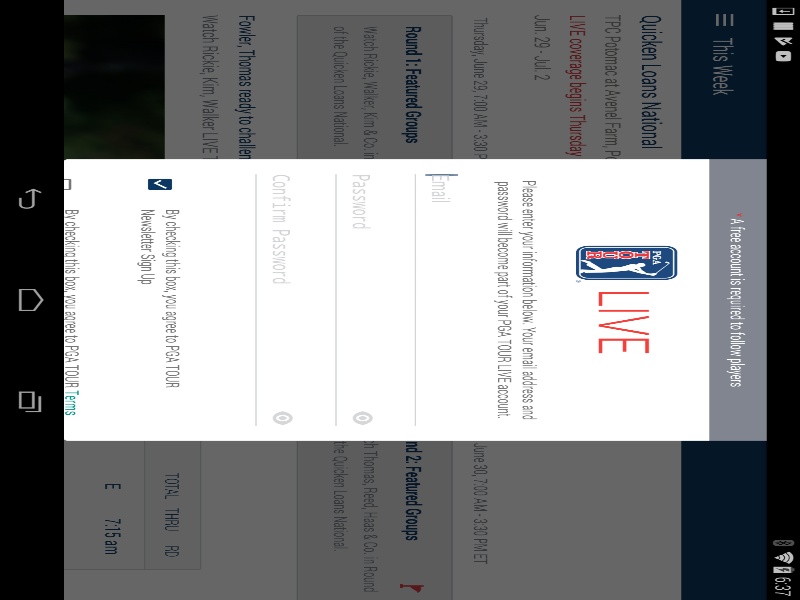 6:37
This Week
Quicken Loans National
TPC Potomac at Avenel Farm,
LIVE coverage begins Thursday
Jun. 29 - Jul. 2
Thursday, June 29, 7:00 AM - 3:30 P
June 30, 7:00 AM - 3:30 PM ET
Round 1: Featured Groups
Watch Rickie, Walker, Kim & Co. in
of the Quicken Loans National.
nd 2: Featured Groups
ch Thomas, Reed, Haas & Co. in Round
the Quicken Loans National.
Fowler, Thomas ready to challen
Watch Rickie, Kim, Walker LIVE T
TOTAL THRU RD
E 7:15 am
* A free account is required to follow players
PGA TOUR LIVE
Please enter your information below. Your email address and
password will become part of your PGA TOUR LIVE account.
Email
Password
Confirm Password
By checking this box, you agree to PGA TOUR
Newsletter Sign Up
By checking this box, you agree to PGA TOUR Terms